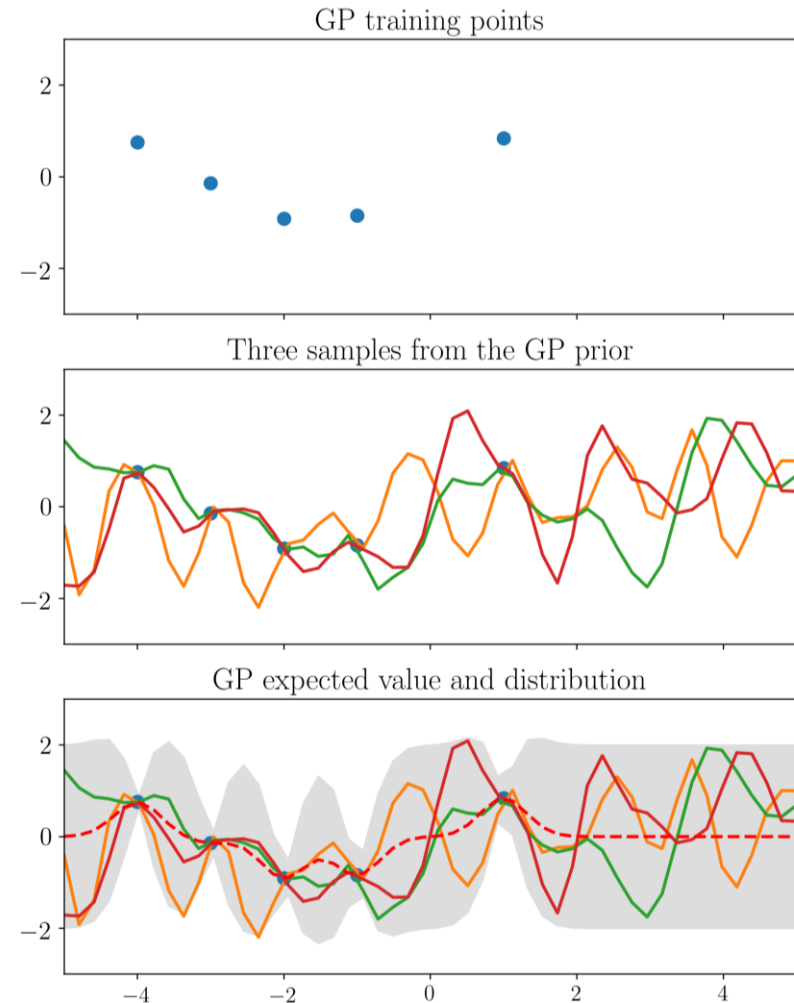 GP training points
2
0
−2
Three samples from the GP prior
2
0
−2
GP expected value and distribution
2
0
−2
−4 −2 0 2 4